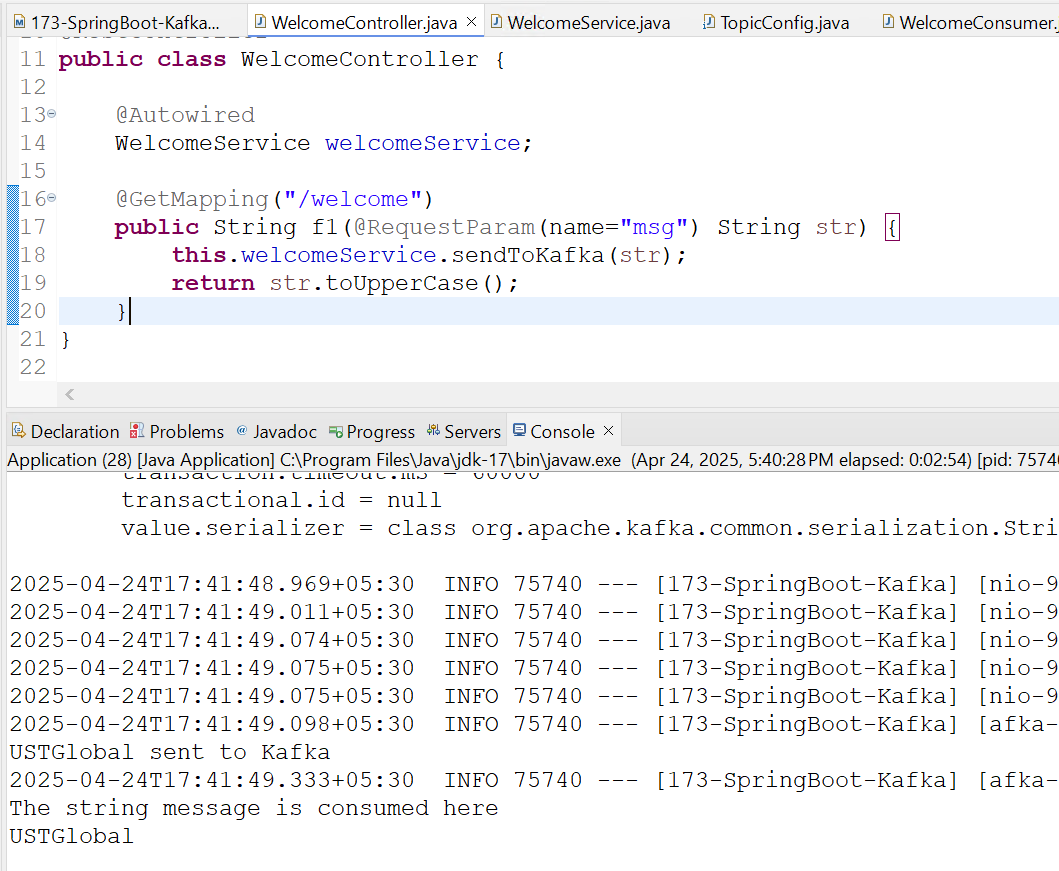 173-SpringBoot-Kafka... WelcomeController.java WelcomeService.java TopicConfig.java WelcomeConsumer.j
11 public class WelcomeController {
12
13 @Autowired
14 WelcomeService welcomeService;
15
16 @GetMapping("/welcome")
17 public String f1(@RequestParam(name="msg") String str) {
18 this.welcomeService.sendToKafka(str);
19 return str.toUpperCase();
20 }
21 }
22
Declaration Problems Javadoc Progress Servers Console
Application (28) [Java Application] C:\Program Files\Java\jdk-17\bin\javaw.exe (Apr 24, 2025, 5:40:28 PM elapsed: 0:02:54) [pid: 75740
transaction.timeout.ms = 60000
transactional.id = null
value.serializer = class org.apache.kafka.common.serialization.Stri
2025-04-24T17:41:48.969+05:30 INFO 75740 --- [173-SpringBoot-Kafka] [nio-9
2025-04-24T17:41:49.011+05:30 INFO 75740 --- [173-SpringBoot-Kafka] [nio-9
2025-04-24T17:41:49.074+05:30 INFO 75740 --- [173-SpringBoot-Kafka] [nio-9
2025-04-24T17:41:49.075+05:30 INFO 75740 --- [173-SpringBoot-Kafka] [nio-9
2025-04-24T17:41:49.075+05:30 INFO 75740 --- [173-SpringBoot-Kafka] [nio-9
2025-04-24T17:41:49.098+05:30 INFO 75740 --- [173-SpringBoot-Kafka] [afka-
USTGlobal sent to Kafka
2025-04-24T17:41:49.333+05:30 INFO 75740 --- [173-SpringBoot-Kafka] [afka-
The string message is consumed here
USTGlobal